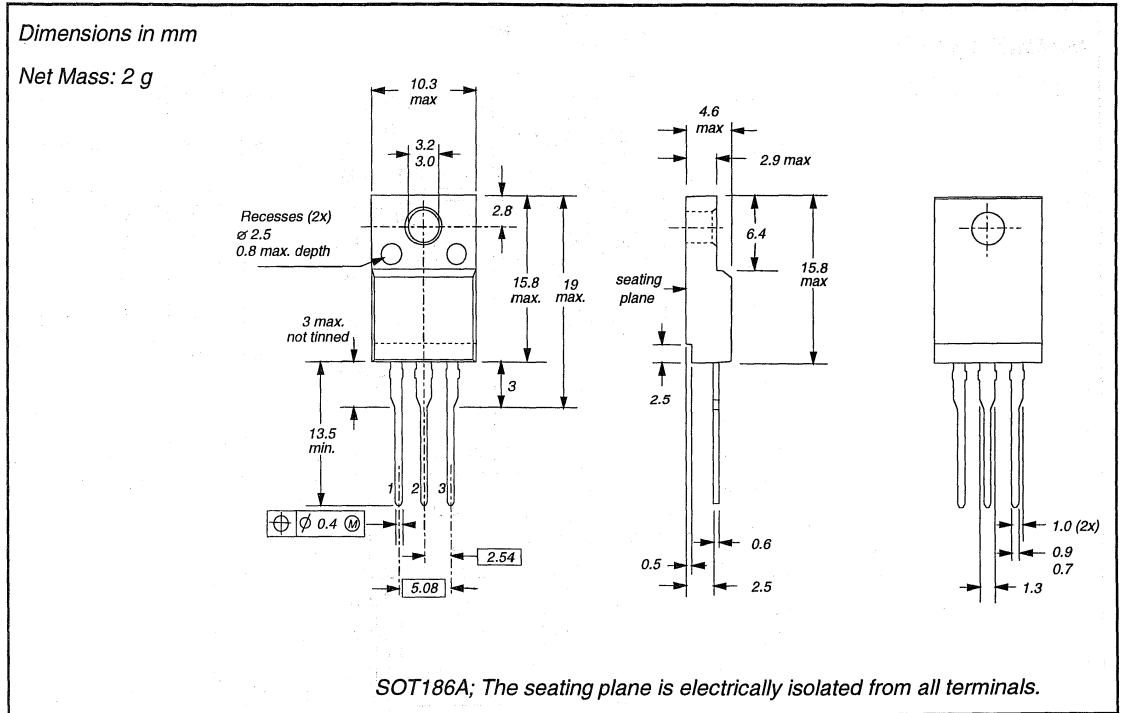 Dimensions in mm
Net Mass: 2 g
10.3
max
3.2
3.0
2.8
Recesses (2x)
ø 2.5
0.8 max. depth
15.8
max.
19
max.
3 max.
not tinned
3
13.5
min.
1 2 3
⌀ 0.4 Ⓜ
2.54
5.08
4.6
max
2.9 max
6.4
seating
plane
15.8
max
2.5
0.6
0.5
2.5
1.0 (2x)
0.9
0.7
1.3
SOT186A; The seating plane is electrically isolated from all terminals.